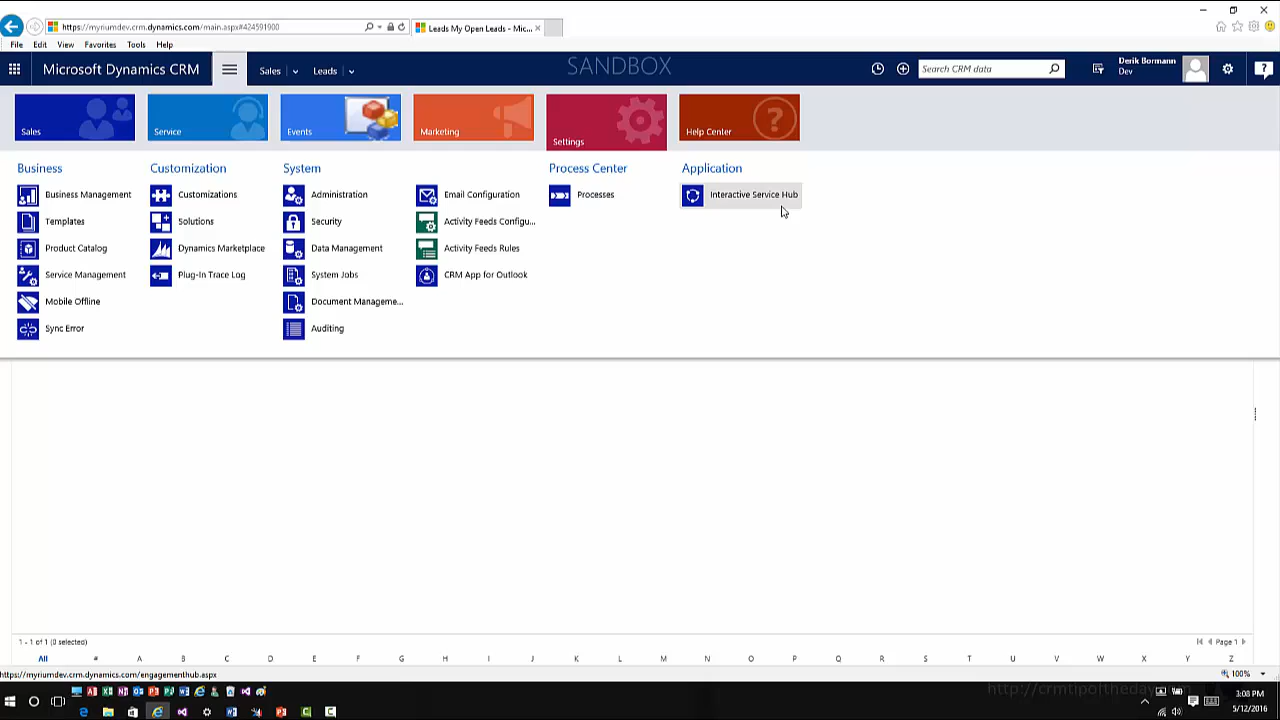 https://myriumdev.crm.dynamics.com/main.aspx#424591900
Leads My Open Leads - Mic...
File Edit View Favorites Tools Help
Microsoft Dynamics CRM
Sales
Leads
SANDBOX
Search CRM data
Derik Bormann
Dev
Sales
Service
Events
Marketing
Settings
Help Center
Business
Business Management
Templates
Product Catalog
Service Management
Mobile Offline
Sync Error
Customization
Customizations
Solutions
Dynamics Marketplace
Plug-In Trace Log
System
Administration
Security
Data Management
System Jobs
Document Manageme...
Auditing
Email Configuration
Activity Feeds Configu...
Activity Feeds Rules
CRM App for Outlook
Process Center
Processes
Application
Interactive Service Hub
1 - 1 of 1 (0 selected)
Page 1
All # A B C D E F G H I J K L M N O P Q R S T U V W X Y Z
https://myriumdev.crm.dynamics.com/engagementhub.aspx
100%
http://crmtipoftheday.com
3:08 PM
5/12/2016